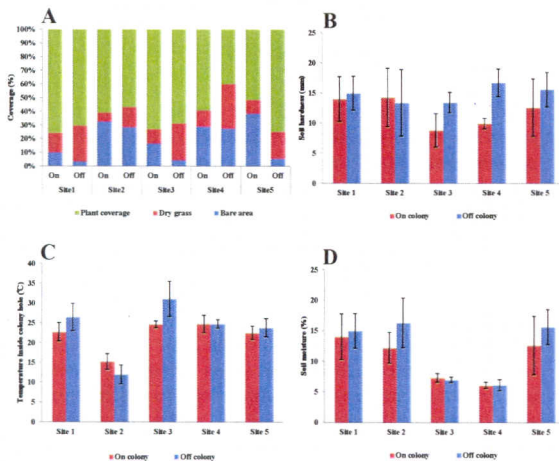 A
100%
90%
80%
70%
60%
50%
40%
30%
20%
10%
0%
Coverage (%)
On Off On Off On Off On Off On Off
Site1 Site2 Site3 Site4 Site5
Plant coverage Dry grass Bare area
B
25
20
15
10
5
0
Soil hardness (mm)
Site 1 Site 2 Site 3 Site 4 Site 5
On colony Off colony
C
40
35
30
25
20
15
10
5
0
Temperature inside colony hole (℃)
Site 1 Site 2 Site 3 Site 4 Site 5
On colony Off colony
D
25
20
15
10
5
0
Soil moisture (%)
Site 1 Site 2 Site 3 Site 4 Site 5
On colony Off colony